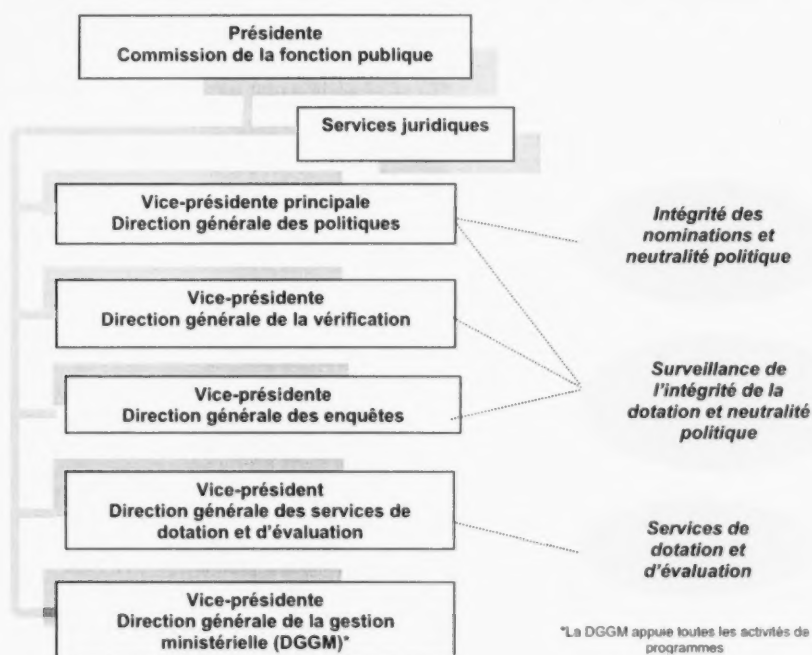 Présidente
Commission de la fonction publique
Services juridiques
Vice-présidente principale
Direction générale des politiques
Intégrité des
nominations et
neutralité politique
Vice-présidente
Direction générale de la vérification
Vice-présidente
Direction générale des enquêtes
Surveillance de
l'intégrité de la
dotation et neutralité
politique
Vice-président
Direction générale des services de
dotation et d'évaluation
Services de
dotation et
d'évaluation
Vice-présidente
Direction générale de la gestion
ministérielle (DGGM)*
*La DGGM appuie toutes les activités de
programmes